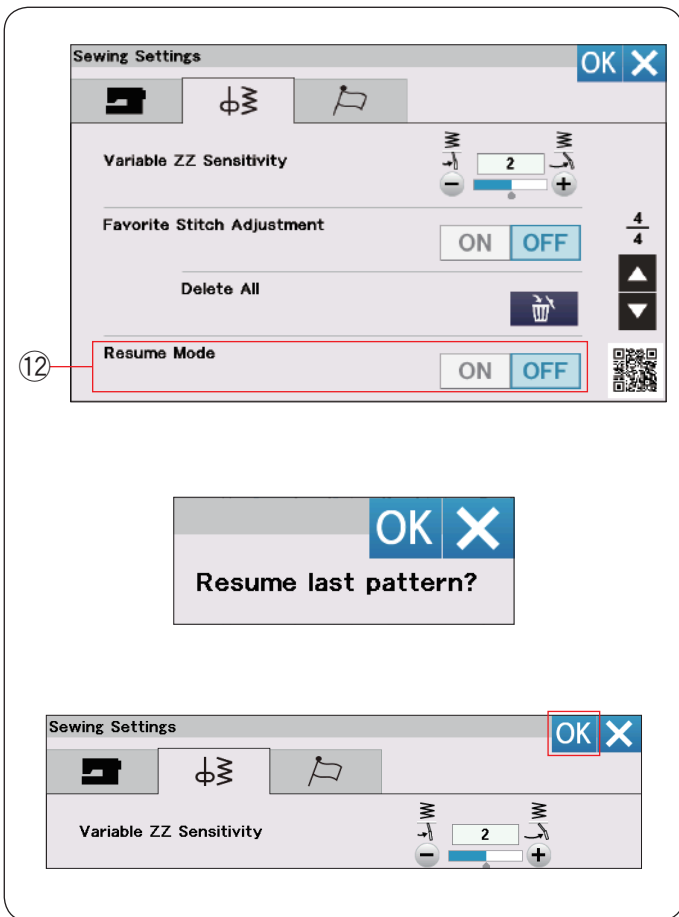 Sewing Settings
OK
Variable ZZ Sensitivity
2
Favorite Stitch Adjustment
ON OFF
4
4
Delete All
⑫
Resume Mode
ON OFF
OK
Resume last pattern?
Sewing Settings
OK
Variable ZZ Sensitivity
2